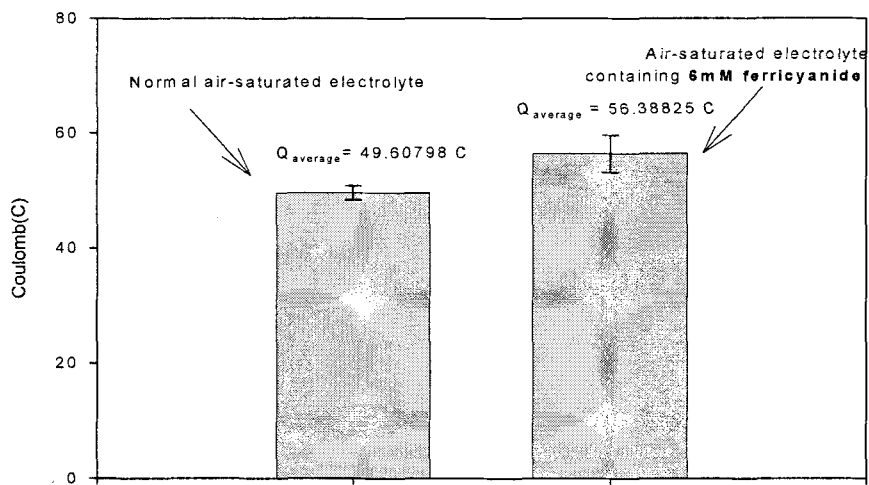 80
Air-saturated electrolyte
containing 6mM ferricyanide
Normal air-saturated electrolyte
Q average = 56.38825 C
60
Q average = 49.60798 C
Coulomb(C)
40
20
0